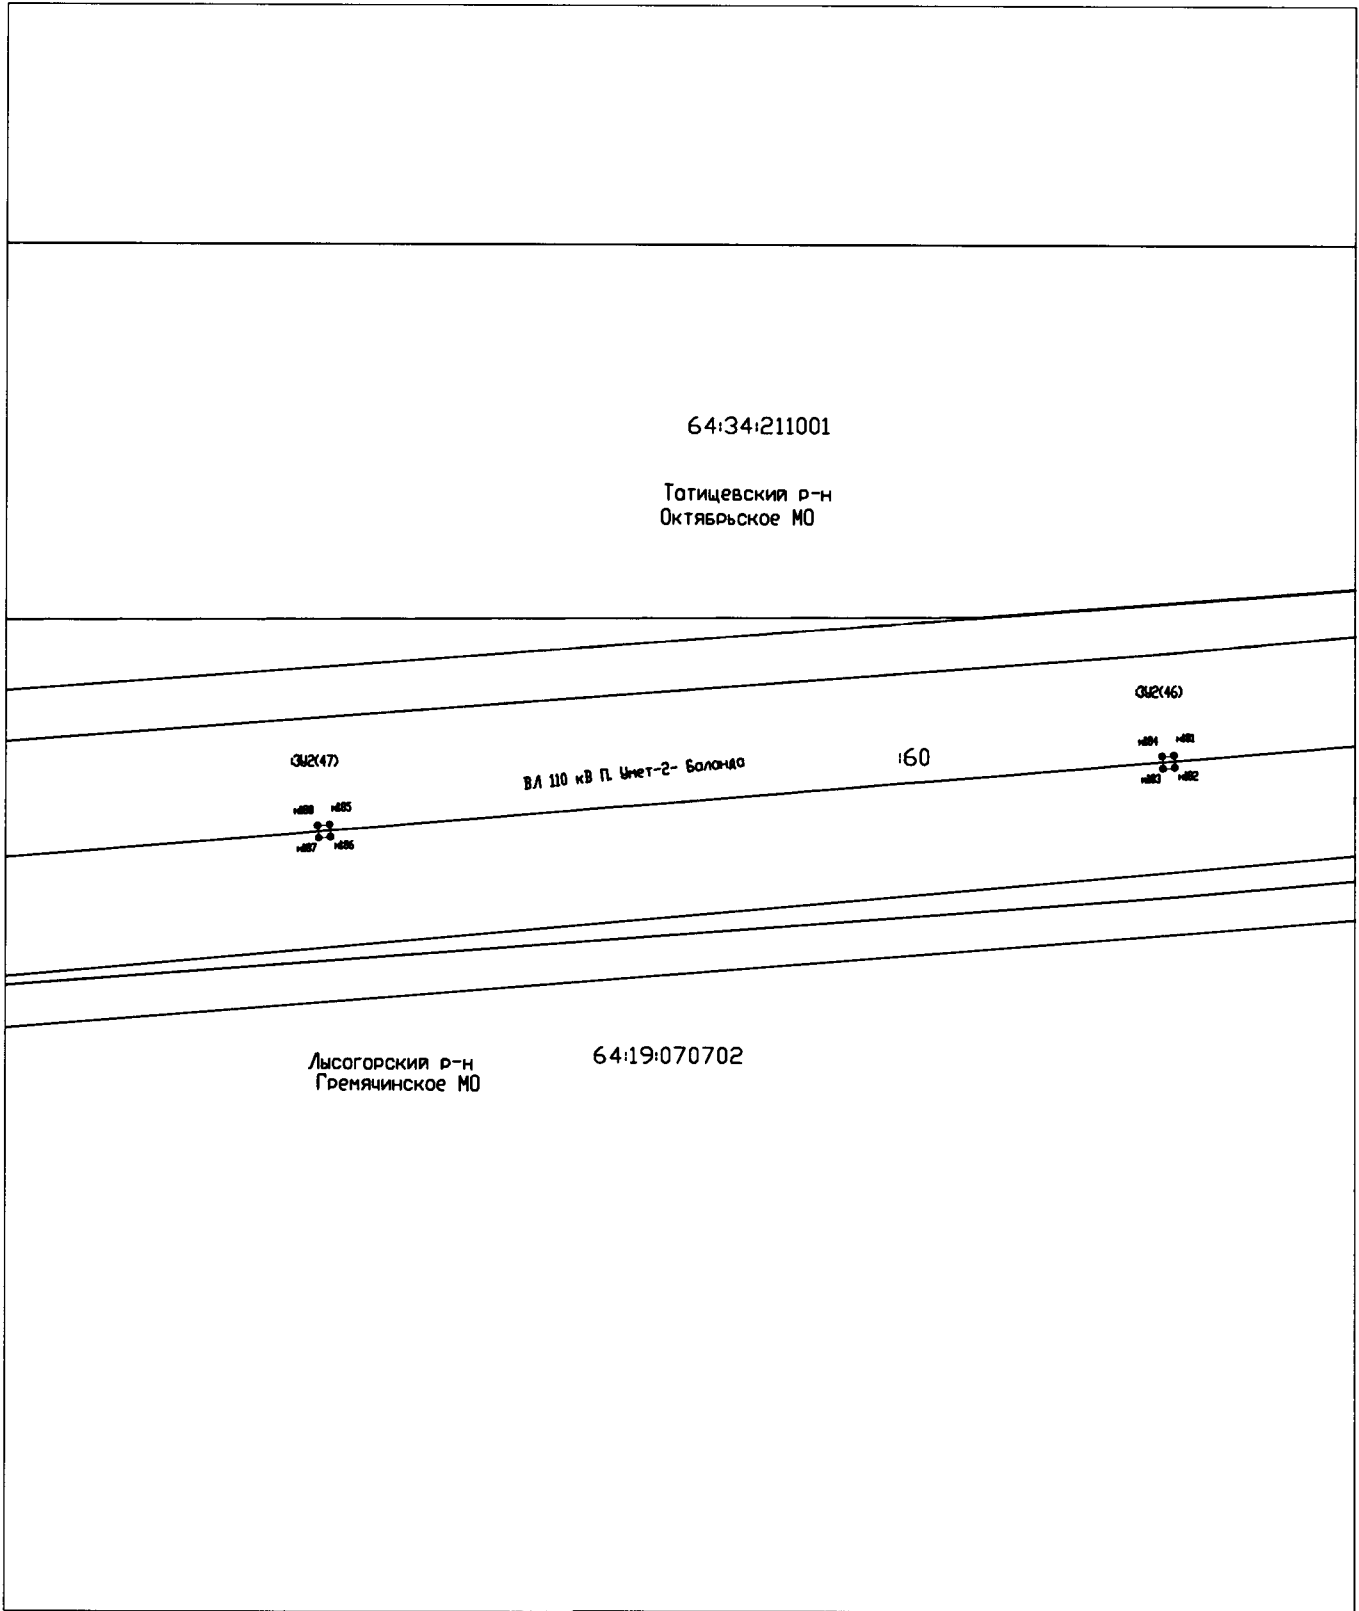 64:34:211001
Татищевский р-н
Октябрьское МО
:ЗУ2(46)
:ЗУ2(47)
ВЛ 110 кВ П. Умет-2- Баланда
:60
Лысогорский р-н
Гремячинское МО
64:19:070702